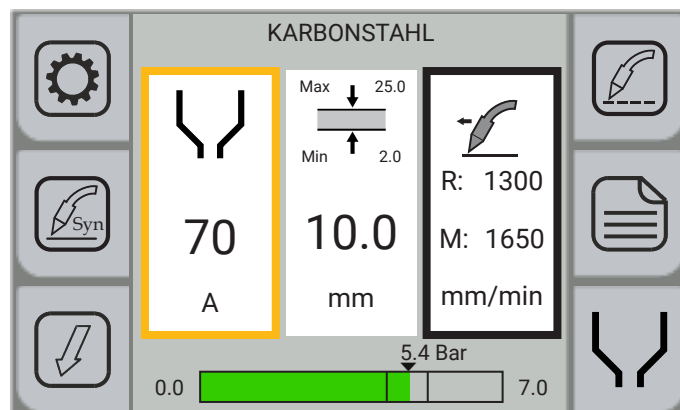 KARBONSTAHL
Syn
70
A
Max 25.0
Min 2.0
10.0
mm
R: 1300
M: 1650
mm/min
5.4 Bar
0.0 7.0